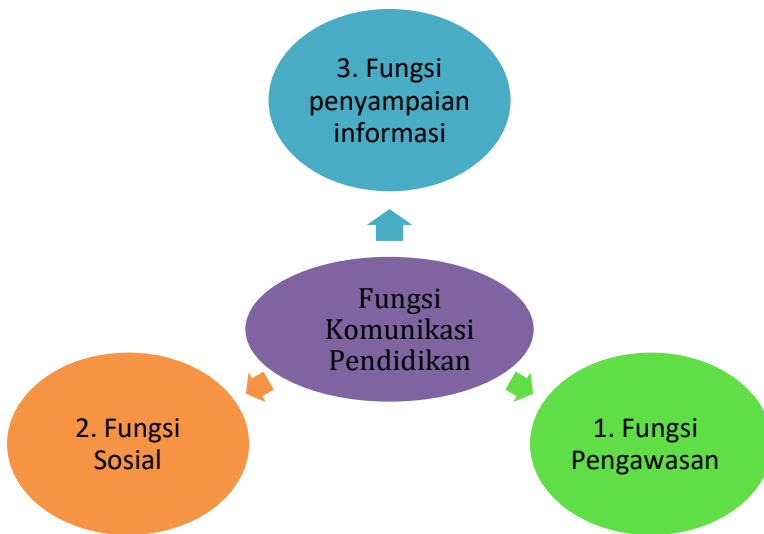 3. Fungsi
penyampaian
informasi
Fungsi
Komunikasi
Pendidikan
2. Fungsi
Sosial
1. Fungsi
Pengawasan